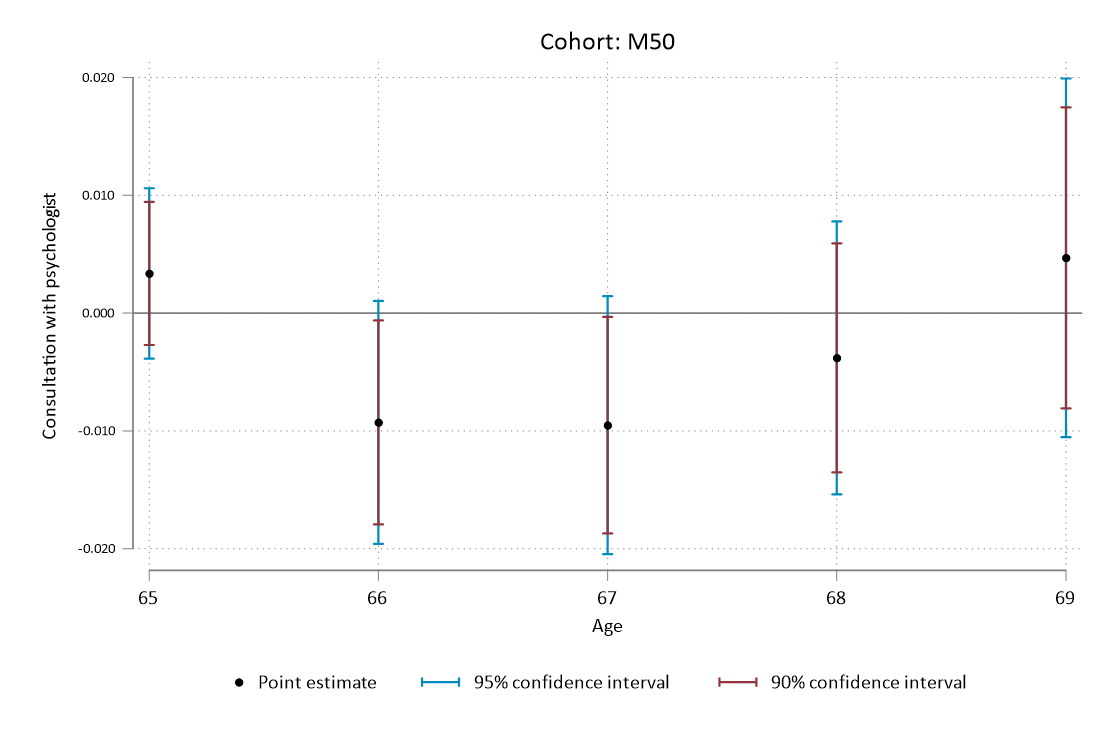 Cohort: M50
Consultation with psychologist
0.020
0.010
0.000
-0.010
-0.020
65 66 67 68 69
Age
Point estimate 95% confidence interval 90% confidence interval